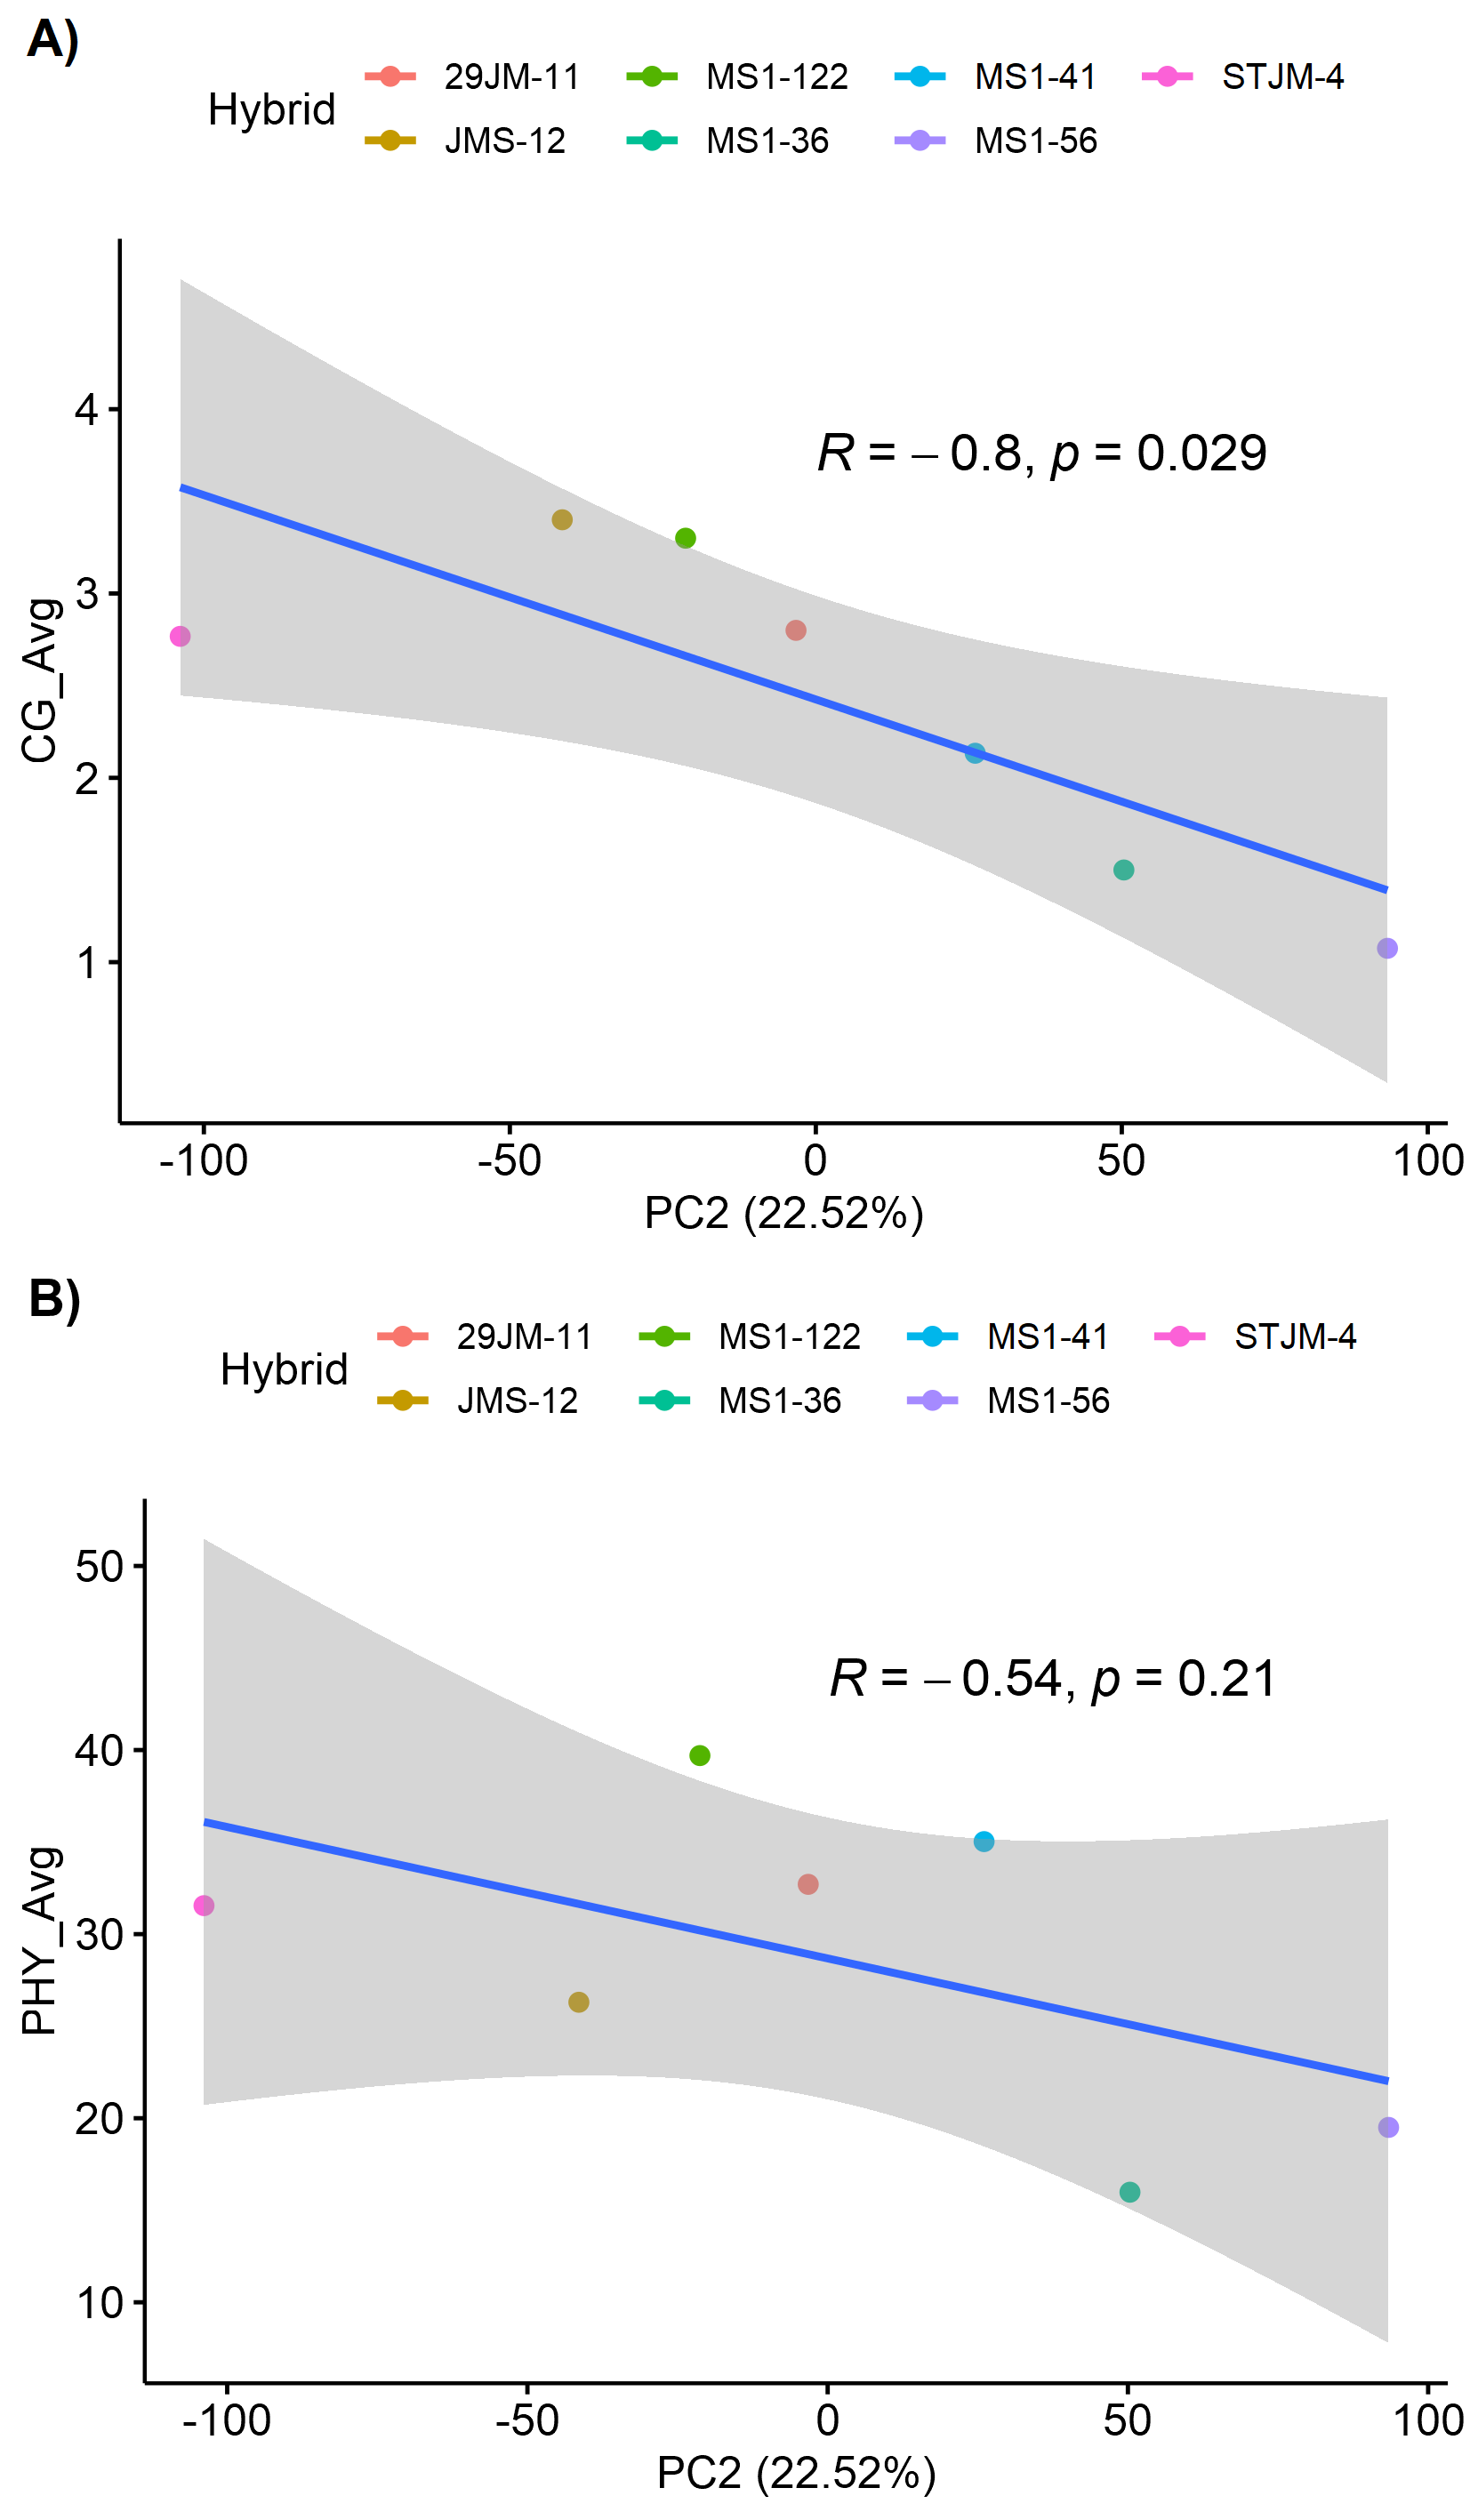 A)
Hybrid
29JM-11 MS1-122 MS1-41 STJM-4
JMS-12 MS1-36 MS1-56
R = – 0.8, p = 0.029
CG_Avg
4
3
2
1
-100 -50 0 50 100
PC2 (22.52%)
B)
Hybrid
29JM-11 MS1-122 MS1-41 STJM-4
JMS-12 MS1-36 MS1-56
R = – 0.54, p = 0.21
PHY_Avg
50
40
30
20
10
-100 -50 0 50 100
PC2 (22.52%)